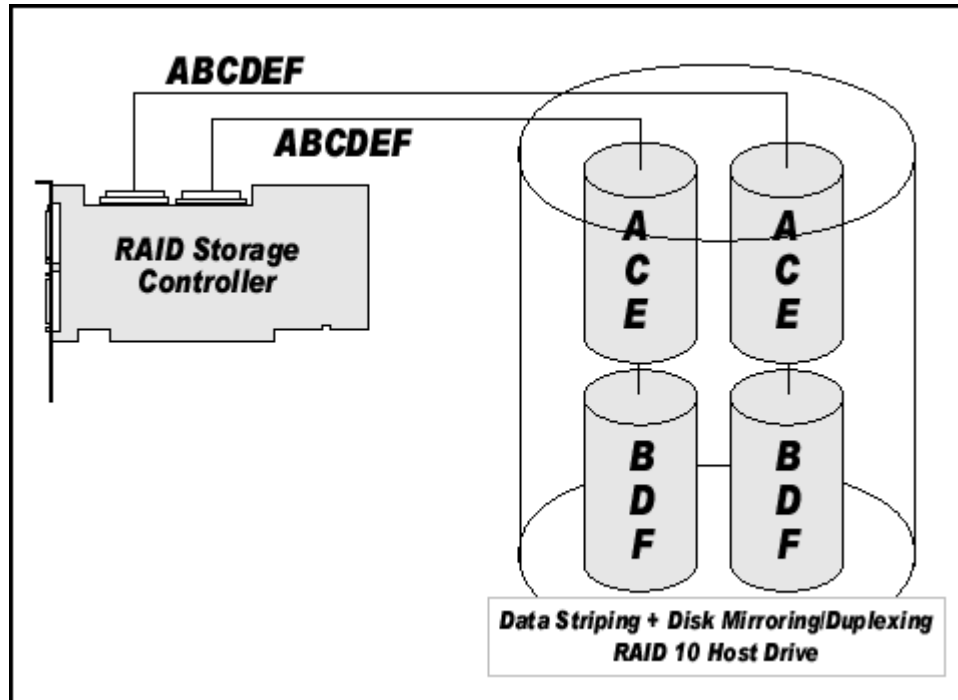 ABCDEF
ABCDEF
RAID Storage
Controller
A
C
E
A
C
E
B
D
F
B
D
F
Data Striping + Disk Mirroring/Duplexing
RAID 10 Host Drive